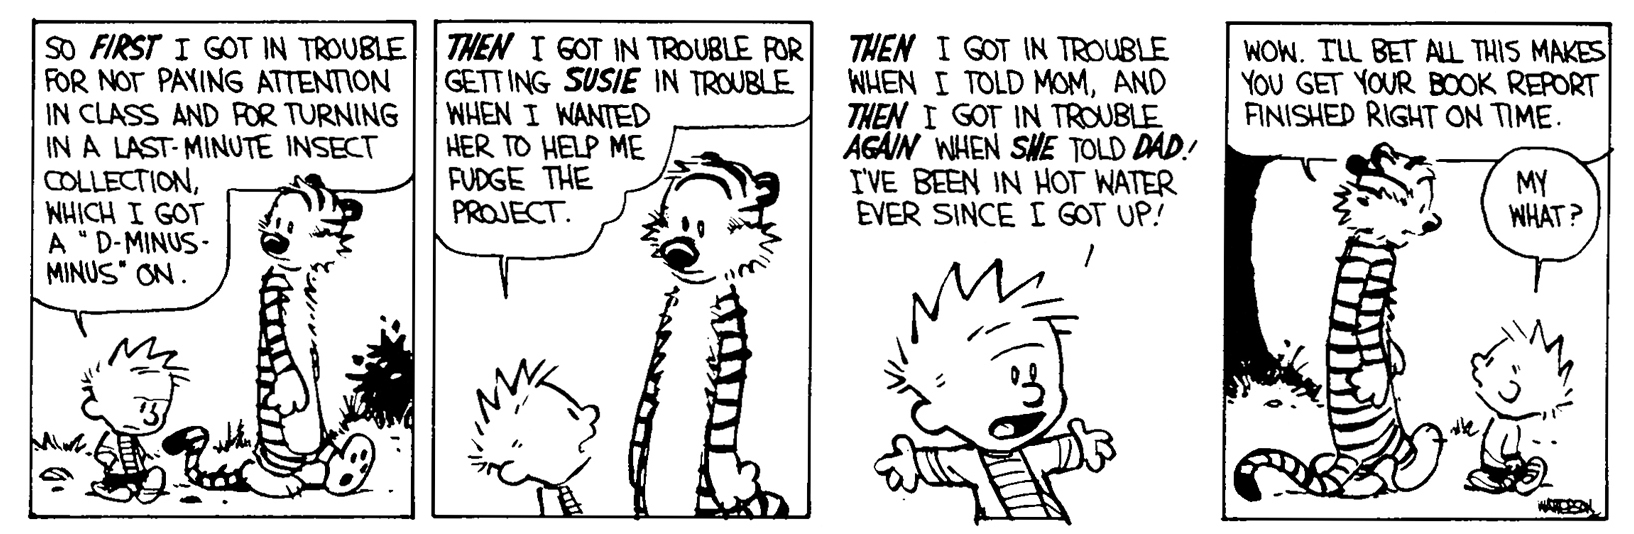 SO FIRST I GOT IN TROUBLE
FOR NOT PAYING ATTENTION
IN CLASS AND FOR TURNING
IN A LAST-MINUTE INSECT
COLLECTION,
WHICH I GOT
A "D-MINUS-
MINUS" ON.
THEN I GOT IN TROUBLE FOR
GETTING SUSIE IN TROUBLE
WHEN I WANTED
HER TO HELP ME
FUDGE THE
PROJECT.
THEN I GOT IN TROUBLE
WHEN I TOLD MOM, AND
THEN I GOT IN TROUBLE
AGAIN WHEN SHE TOLD DAD!
I'VE BEEN IN HOT WATER
EVER SINCE I GOT UP!
WOW. I'LL BET ALL THIS MAKES
YOU GET YOUR BOOK REPORT
FINISHED RIGHT ON TIME.
MY
WHAT?
WATTERSON